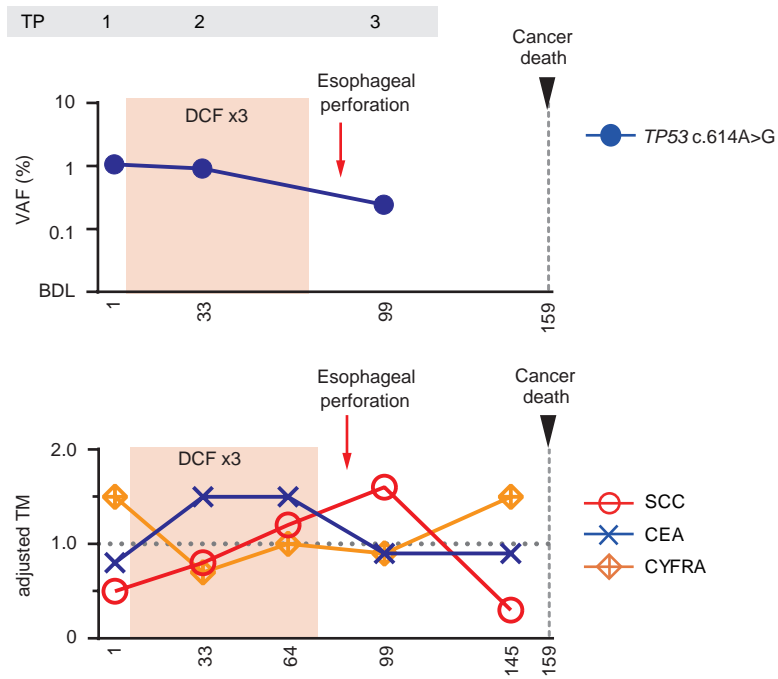 TP 1 2 3
Cancer
death
Esophageal
perforation
DCF x3
TP53 c.614A>G
VAF (%)
10
1
0.1
BDL
1 33 99 159
Esophageal
perforation
Cancer
death
DCF x3
adjusted TM
2.0
1.0
0
SCC
CEA
CYFRA
1 33 64 99 145 159